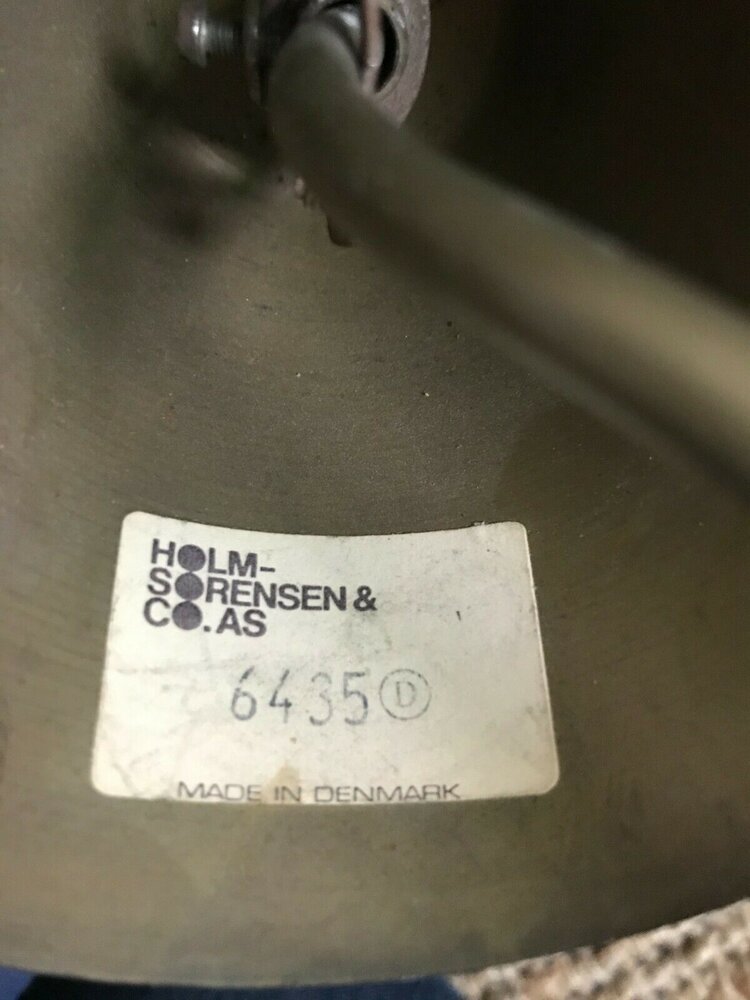 HOLM-
SORENSEN &
CO. AS
6435 D
MADE IN DENMARK